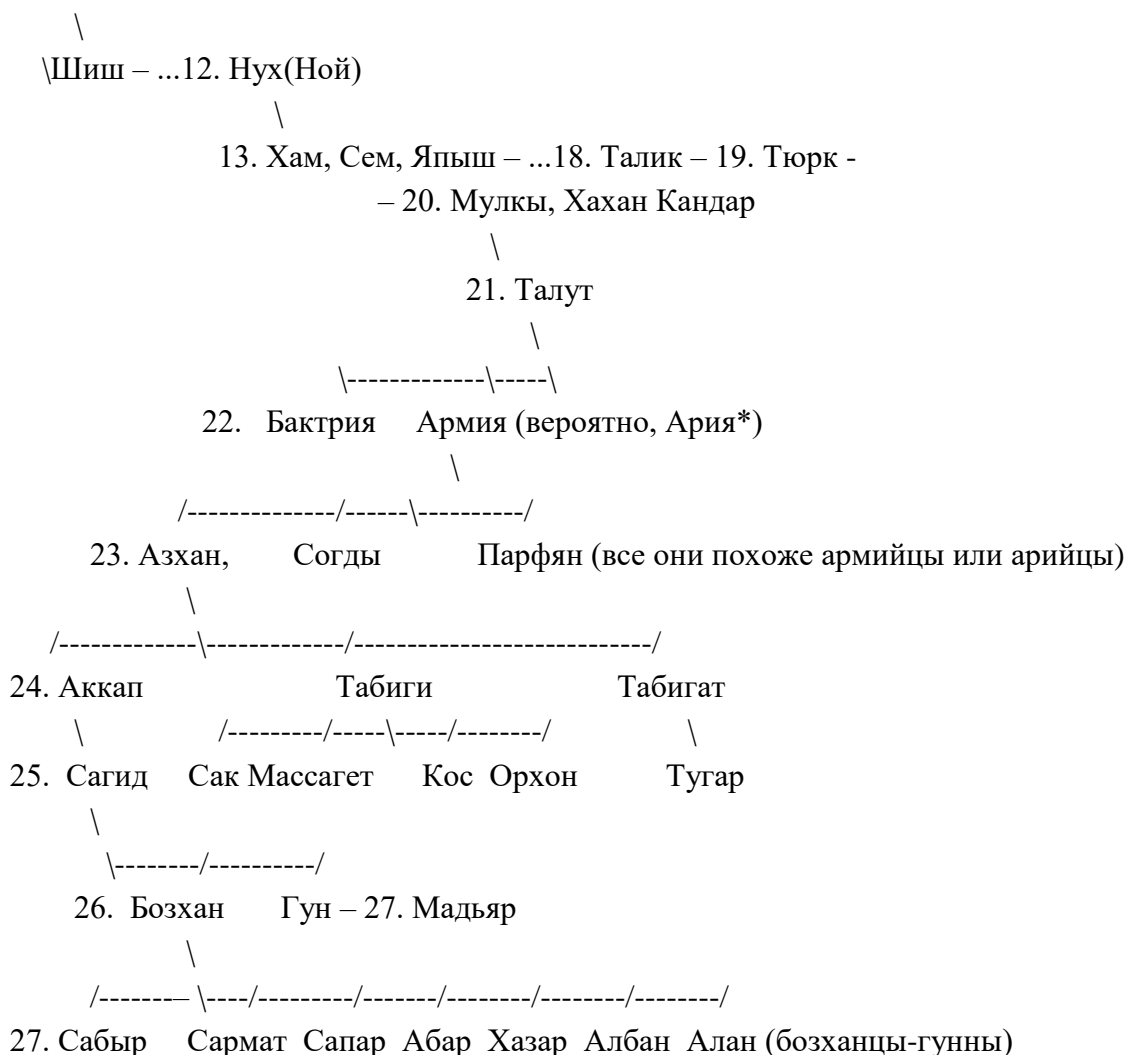 \
\Шиш – ...12. Нух(Ной)
\
13. Хам, Сем, Япыш – ...18. Талик – 19. Тюрк -
– 20. Мулкы, Хахан Кандар
\
21. Талут
\
\-------------\-----\
22. Бактрия Армия (вероятно, Ария*)
\
/--------------/------\----------/
23. Азхан, Согды Парфян (все они похоже армийцы или арийцы)
\
/-------------\-------------/----------------------------/
24. Аккап Табиги Табигат
\ /---------/-----\-----/--------/ \
25. Сагид Сак Массагет Кос Орхон Тугар
\
\--------/----------/
26. Бозхан Гун – 27. Мадьяр
\
/-------– \----/---------/-------/--------/--------/--------/
27. Сабыр Сармат Сапар Абар Хазар Албан Алан (бозханцы-гунны)